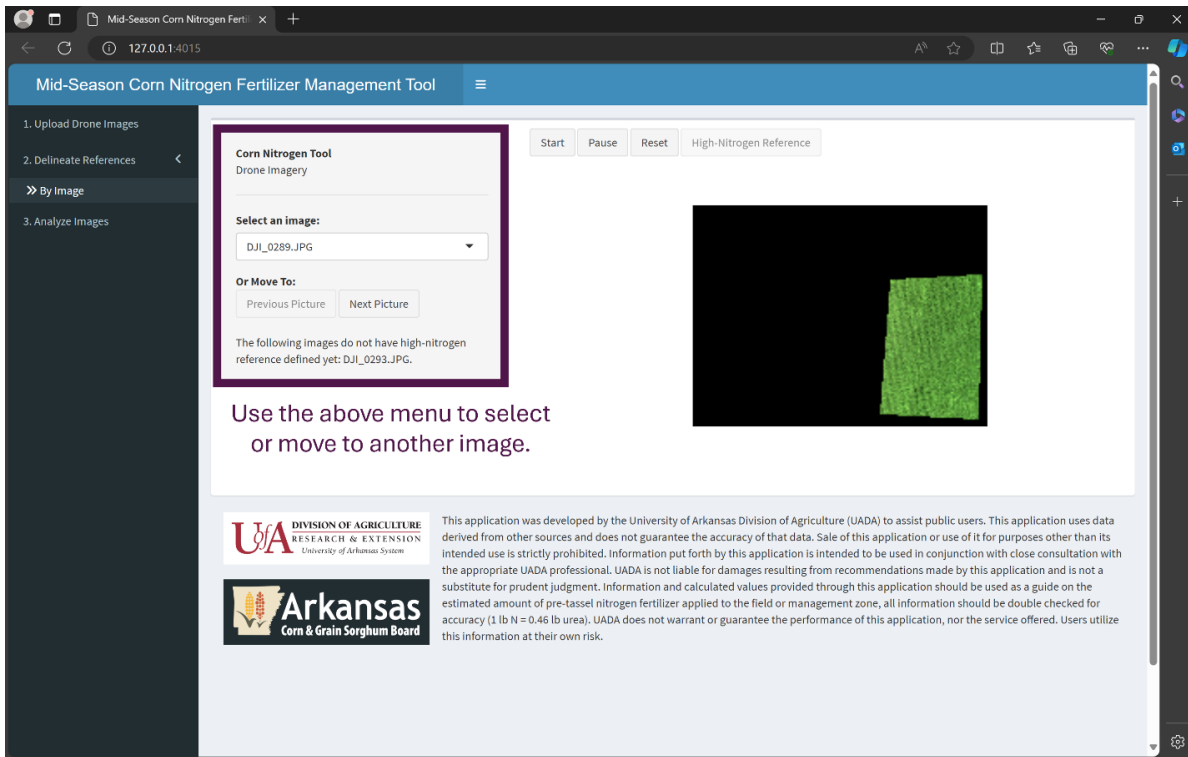 Mid-Season Corn Nitrogen Fertili
127.0.0.1:4015
Mid-Season Corn Nitrogen Fertilizer Management Tool
1. Upload Drone Images
2. Delineate References
By Image
3. Analyze Images
Corn Nitrogen Tool
Drone Imagery
Select an image:
DJI_0289.JPG
Or Move To:
Previous Picture Next Picture
The following images do not have high-nitrogen
reference defined yet: DJI_0293.JPG.
Start Pause Reset High-Nitrogen Reference
Use the above menu to select
or move to another image.
UofA
DIVISION OF AGRICULTURE
RESEARCH & EXTENSION
University of Arkansas System
Arkansas
Corn & Grain Sorghum Board
This application was developed by the University of Arkansas Division of Agriculture (UADA) to assist public users. This application uses data
derived from other sources and does not guarantee the accuracy of that data. Sale of this application or use of it for purposes other than its
intended use is strictly prohibited. Information put forth by this application is intended to be used in conjunction with close consultation with
the appropriate UADA professional. UADA is not liable for damages resulting from recommendations made by this application and is not a
substitute for prudent judgment. Information and calculated values provided through this application should be used as a guide on the
estimated amount of pre-tassel nitrogen fertilizer applied to the field or management zone, all information should be double checked for
accuracy (1 lb N = 0.46 lb urea). UADA does not warrant or guarantee the performance of this application, nor the service offered. Users utilize
this information at their own risk.